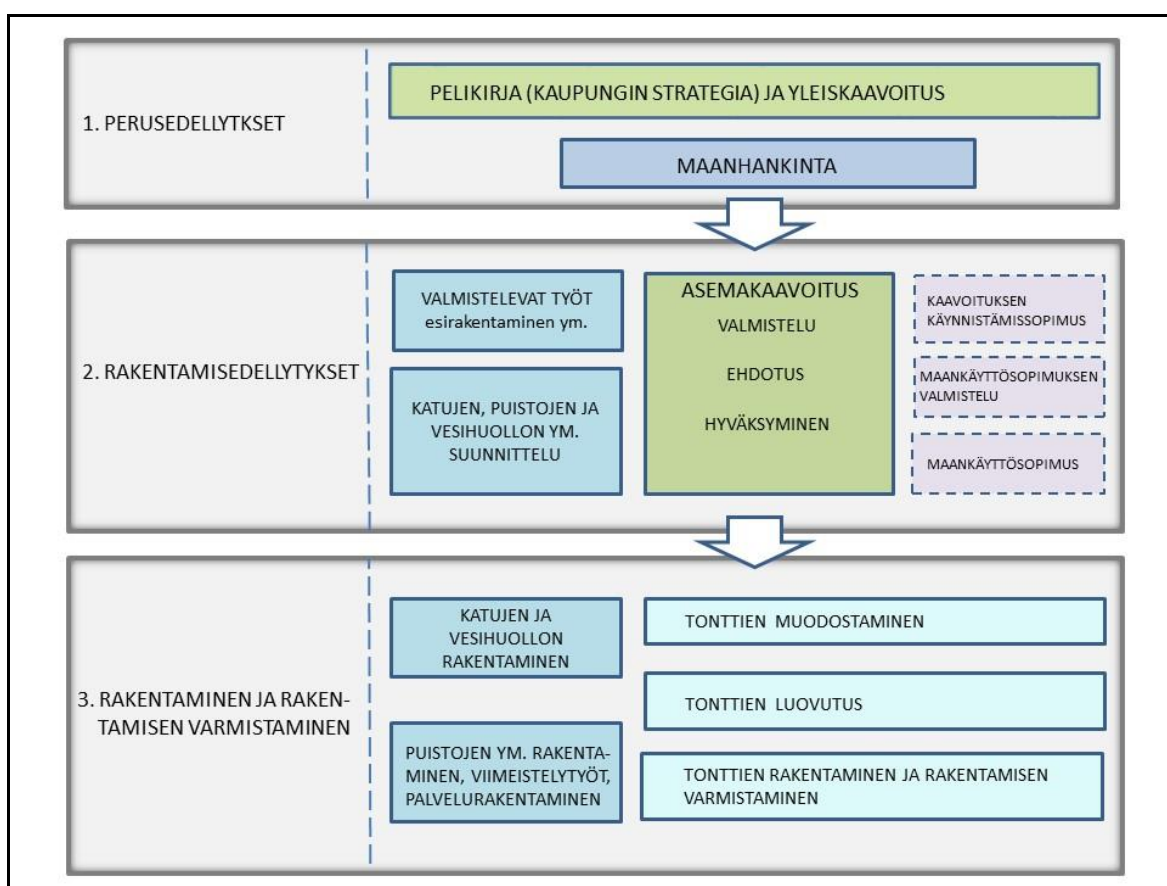 1. PERUSEDELLYTKSET
PELIKIRJA (KAUPUNGIN STRATEGIA) JA YLEISKAAVOITUS
MAANHANKINTA
2. RAKENTAMISEDELLYTYKSET
VALMISTELEVAT TYÖT
esirakentaminen ym.
KATUJEN, PUISTOJEN JA
VESIHUOLLON YM.
SUUNNITTELU
ASEMAKAAVOITUS
VALMISTELU
EHDOTUS
HYVÄKSYMINEN
KAAVOITUKSEN
KÄYNNISTÄMISSOPIMUS
MAANKÄYTTÖSOPIMUKSEN
VALMISTELU
MAANKÄYTTÖSOPIMUS
3. RAKENTAMINEN JA RAKEN-
TAMISEN VARMISTAMINEN
KATUJEN JA
VESIHUOLLON
RAKENTAMINEN
PUISTOJEN YM. RAKENTA-
MINEN, VIIMEISTELYTYÖT,
PALVELURAKENTAMINEN
TONTTIEN MUODOSTAMINEN
TONTTIEN LUOVUTUS
TONTTIEN RAKENTAMINEN JA RAKENTAMISEN
VARMISTAMINEN